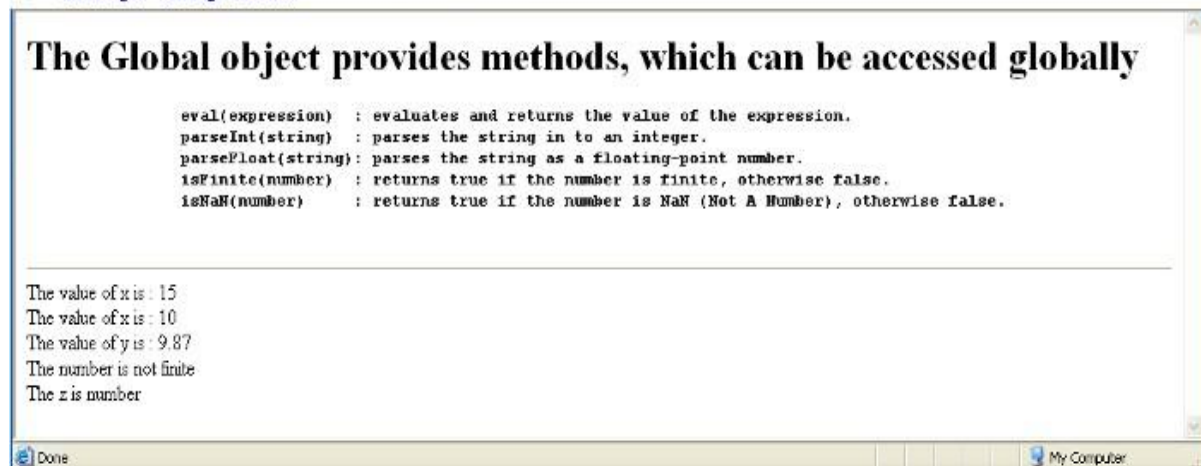 The Global object provides methods, which can be accessed globally
eval(expression) : evaluates and returns the value of the expression.
parseInt(string) : parses the string in to an integer.
parseFloat(string): parses the string as a floating-point number.
isFinite(number) : returns true if the number is finite, otherwise false.
isNaN(number) : returns true if the number is NaN (Not A Number), otherwise false.
The value of x is : 15
The value of x is : 10
The value of y is : 9.87
The number is not finite
The z is number
Done
My Computer